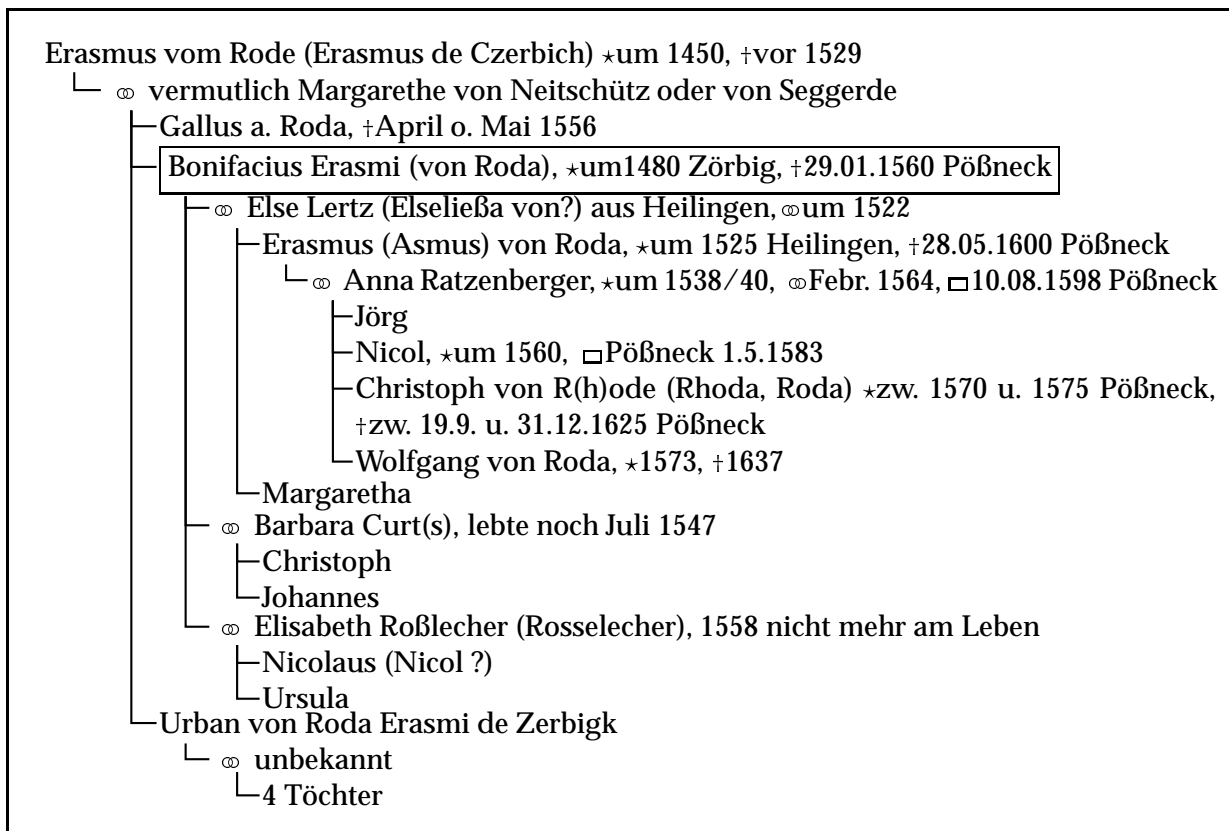 Erasmus vom Rode (Erasmus de Czerbich) ⋆um 1450, †vor 1529
⚭ vermutlich Margarethe von Neitschütz oder von Seggerde
Gallus a. Roda, †April o. Mai 1556
Bonifacius Erasmi (von Roda), ⋆um1480 Zörbig, †29.01.1560 Pößneck
⚭ Else Lertz (Elseließa von?) aus Heilingen, ⚭um 1522
Erasmus (Asmus) von Roda, ⋆um 1525 Heilingen, †28.05.1600 Pößneck
⚭ Anna Ratzenberger, ⋆um 1538/40, ⚭Febr. 1564, ▭10.08.1598 Pößneck
Jörg
Nicol, ⋆um 1560, ▭Pößneck 1.5.1583
Christoph von R(h)ode (Rhoda, Roda) ⋆zw. 1570 u. 1575 Pößneck,
†zw. 19.9. u. 31.12.1625 Pößneck
Wolfgang von Roda, ⋆1573, †1637
Margaretha
⚭ Barbara Curt(s), lebte noch Juli 1547
Christoph
Johannes
⚭ Elisabeth Roßlecher (Rosselecher), 1558 nicht mehr am Leben
Nicolaus (Nicol ?)
Ursula
Urban von Roda Erasmi de Zerbigk
⚭ unbekannt
4 Töchter